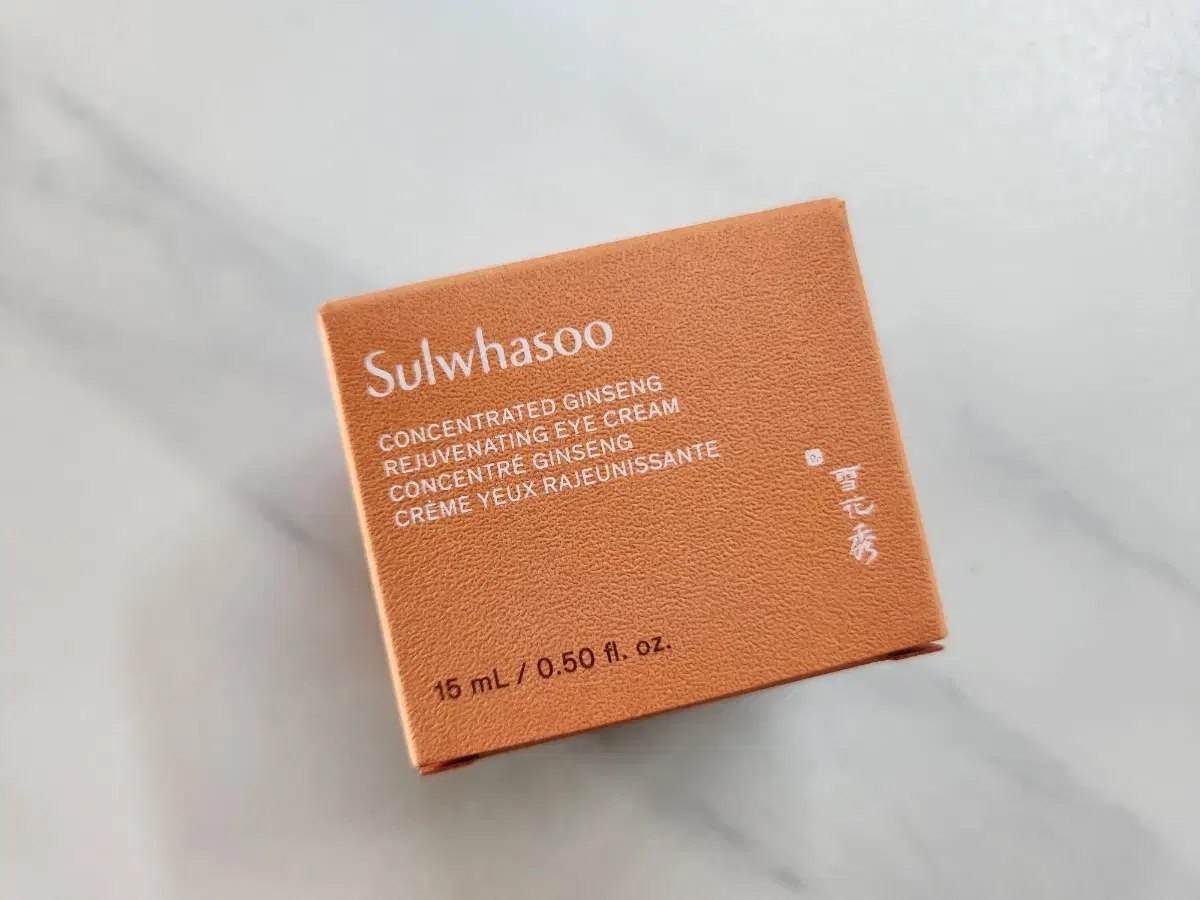 Sulwhasoo
CONCENTRATED GINSENG
REJUVENATING EYE CREAM
CONCENTRÉ GINSENG
CRÈME YEUX RAJEUNISSANTE
雪花秀
15 mL / 0.50 fl. oz.